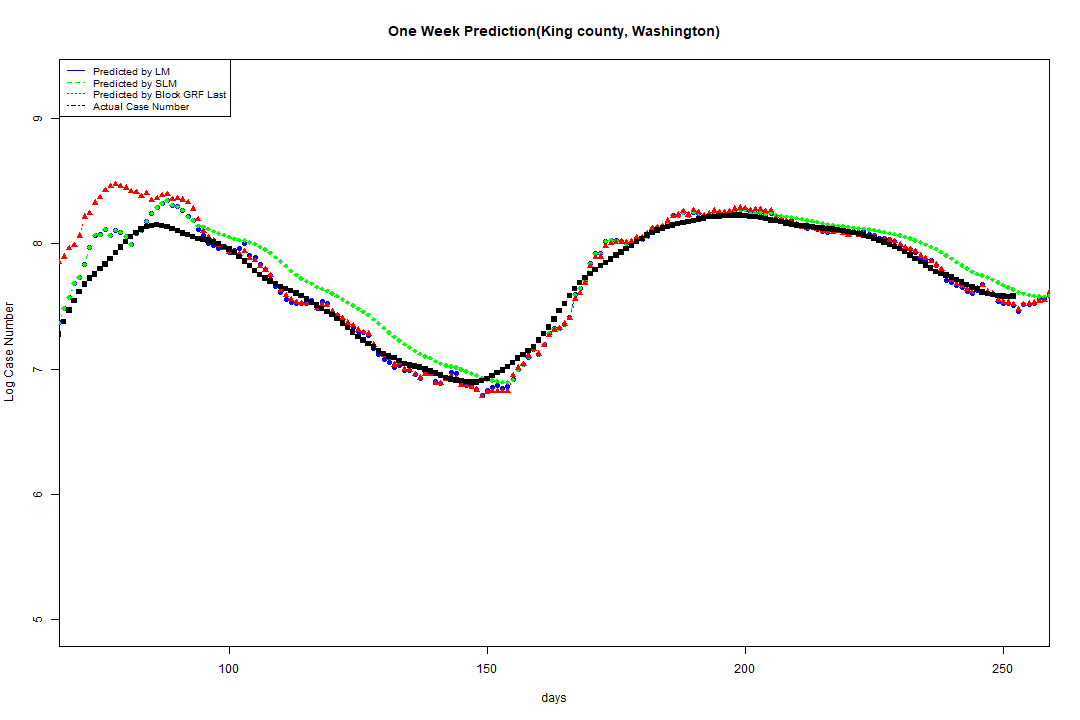 One Week Prediction(King county, Washington)
Predicted by LM
Predicted by SLM
Predicted by Block GRF Last
Actual Case Number
9
8
7
6
5
Log Case Number
100 150 200 250
days